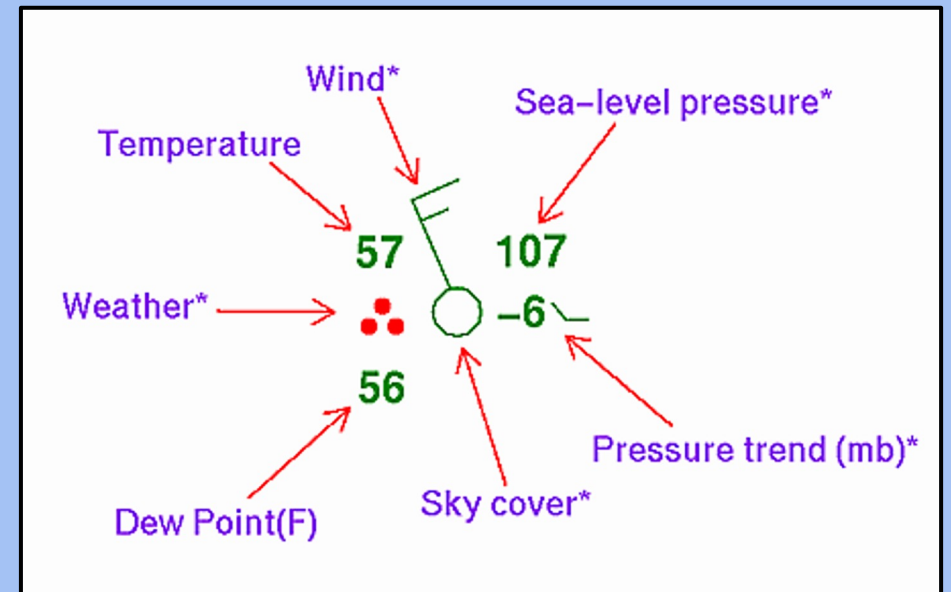 Wind*
Sea-level pressure*
Temperature
57
107
Weather*
-6
56
Pressure trend (mb)*
Sky cover*
Dew Point(F)